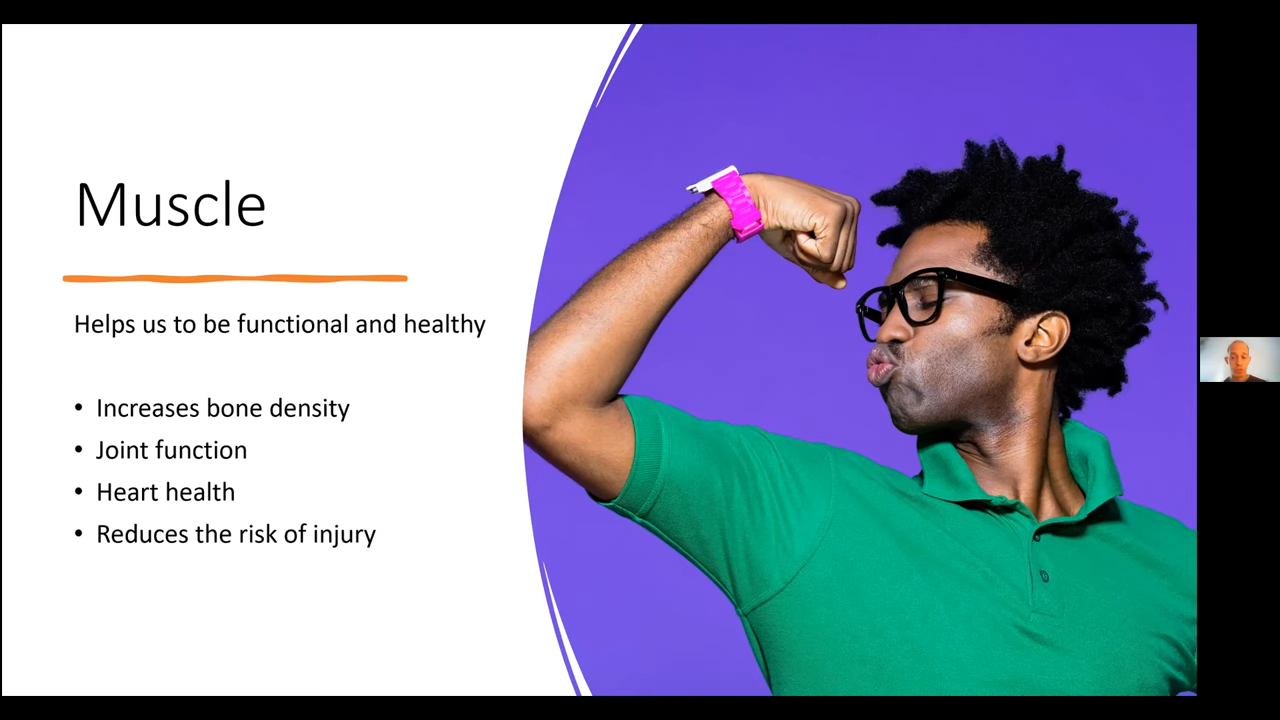 Muscle
Helps us to be functional and healthy
• Increases bone density
• Joint function
• Heart health
• Reduces the risk of injury